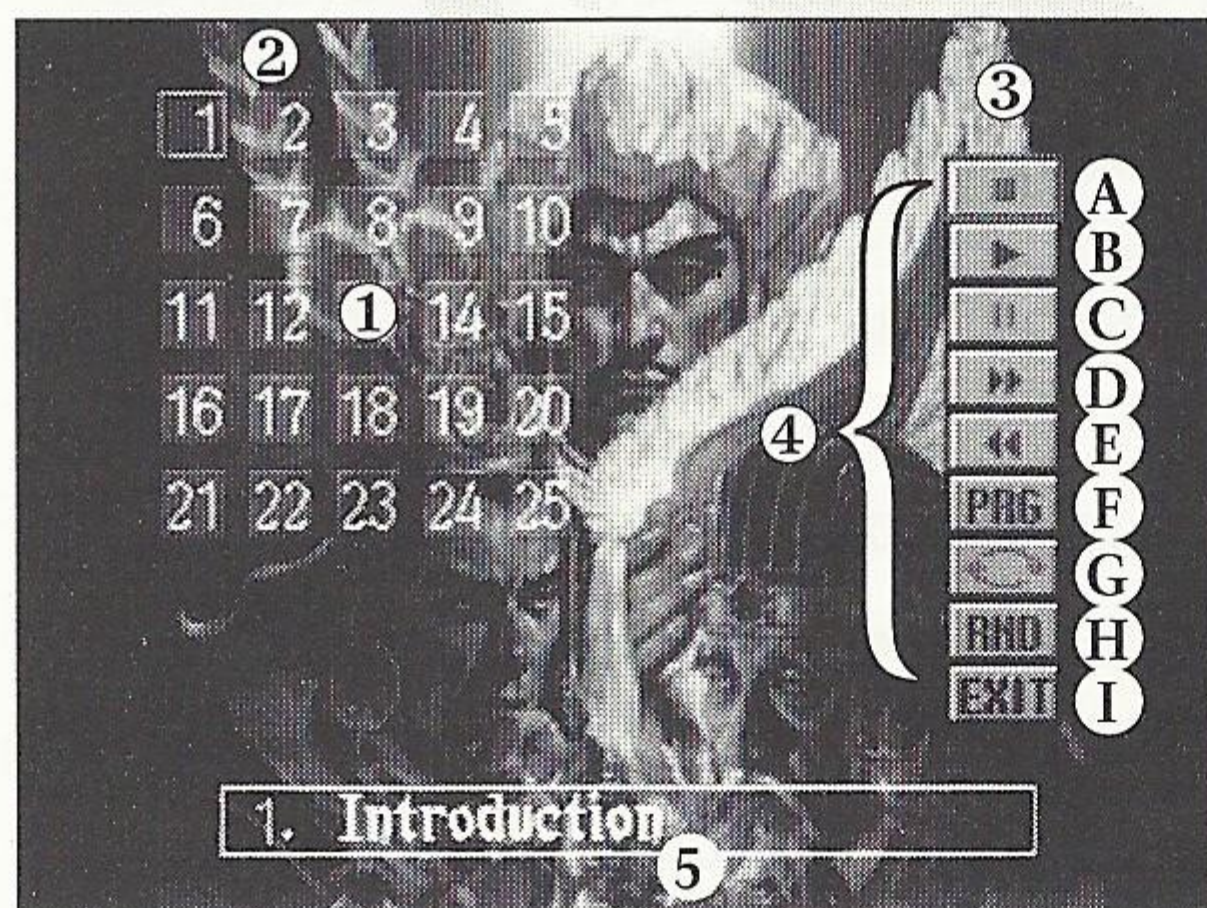 ② ③
1 2 3 4 5
6 7 8 9 10
11 12 ① 14 15
16 17 18 19 20
21 22 23 24 25
④
A
B
C
D
E
PRG F
G
RND H
EXIT I
1. Introduction
⑤